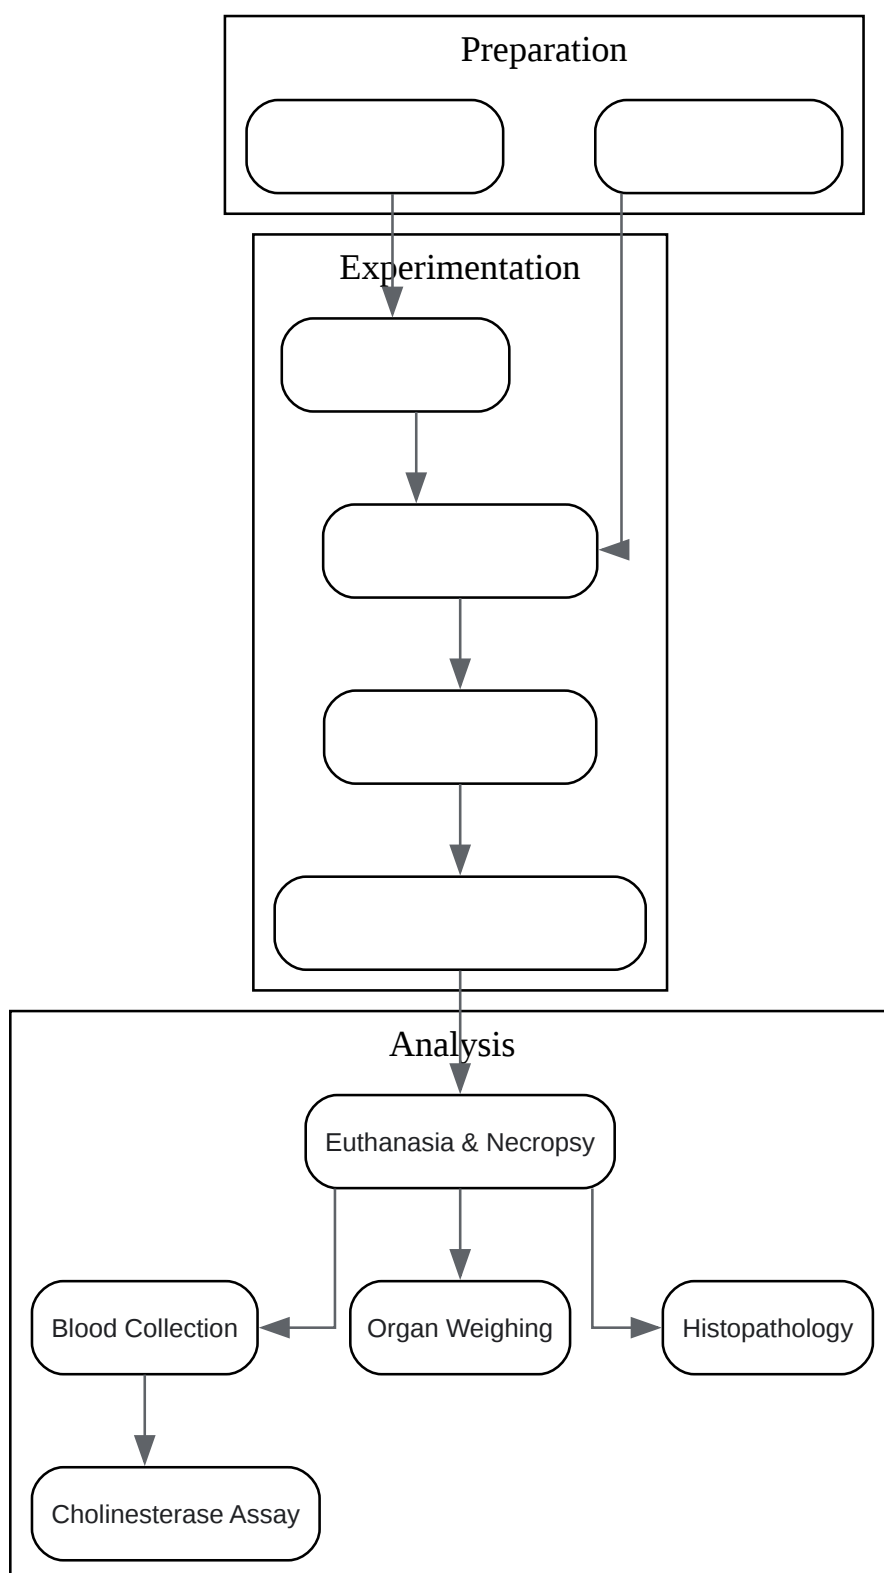 Preparation
Experimentation
Analysis
Euthanasia & Necropsy
Blood Collection
Organ Weighing
Histopathology
Cholinesterase Assay